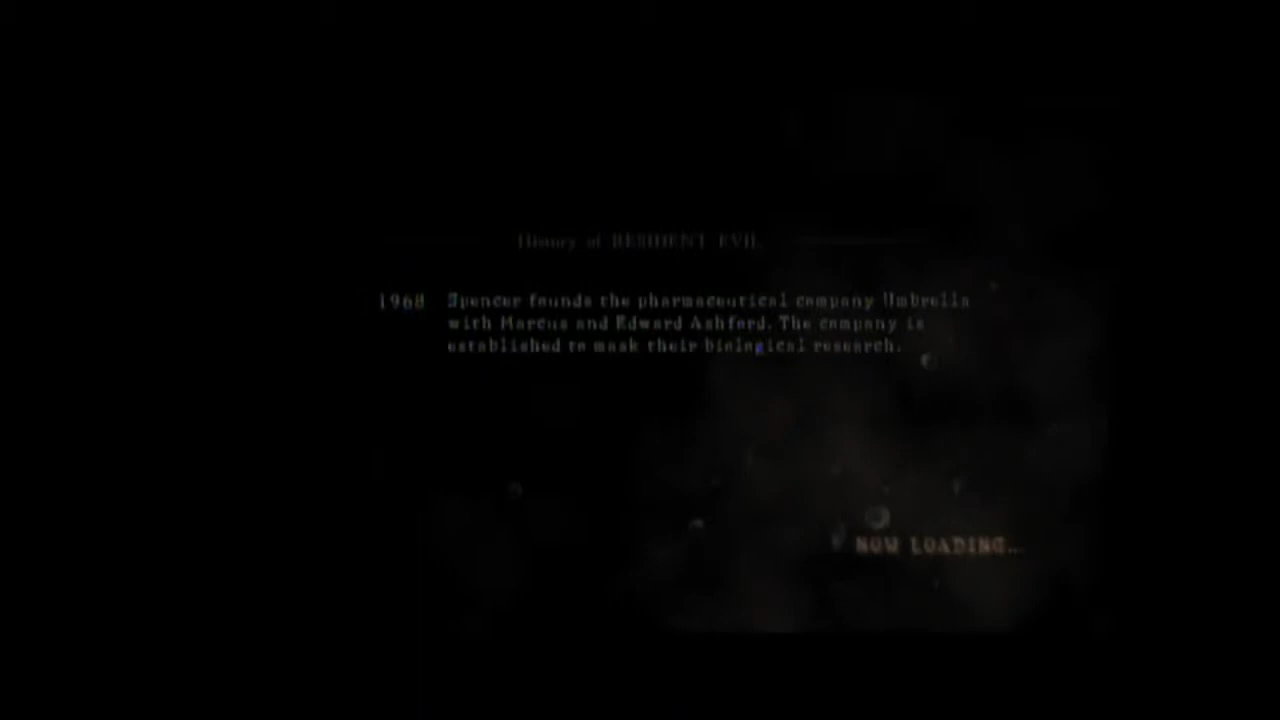 History of RESIDENT EVIL
1968 Spencer founds the pharmaceutical company Umbrella
with Marcus and Edward Ashford. The company is
established to mask their biological research.
NOW LOADING...